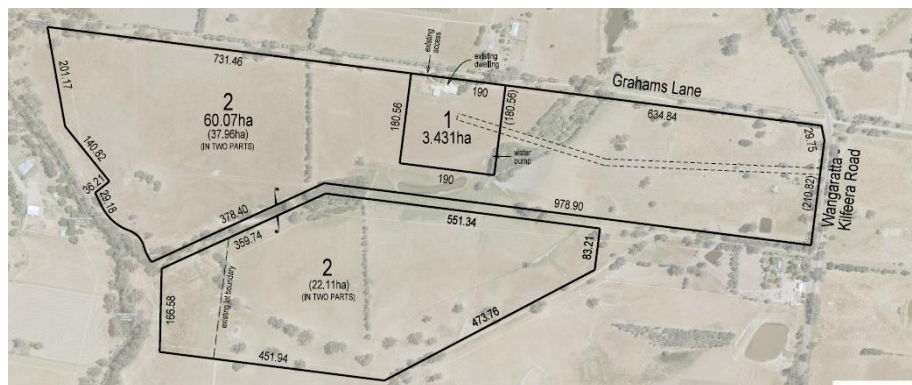 existing
access
existing
dwelling
731.46
190
Grahams Lane
634.84
29.75
201.17
2
60.07ha
(37.96ha)
(IN TWO PARTS)
180.56
1
3.431ha
(180.56)
water
pump
190
140.82
36.21
29.18
378.40
978.90
(210.82)
Wangaratta -
Kilfeera Road
359.74
551.34
83.21
2
(22.11ha)
(IN TWO PARTS)
existing lot boundary
166.58
473.76
451.94